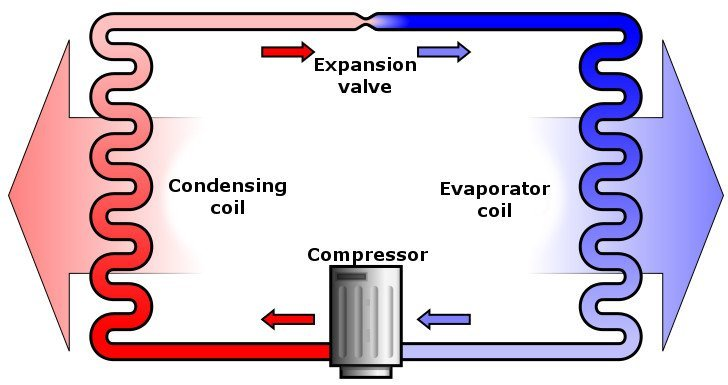 Expansion
valve
Condensing
coil
Evaporator
coil
Compressor